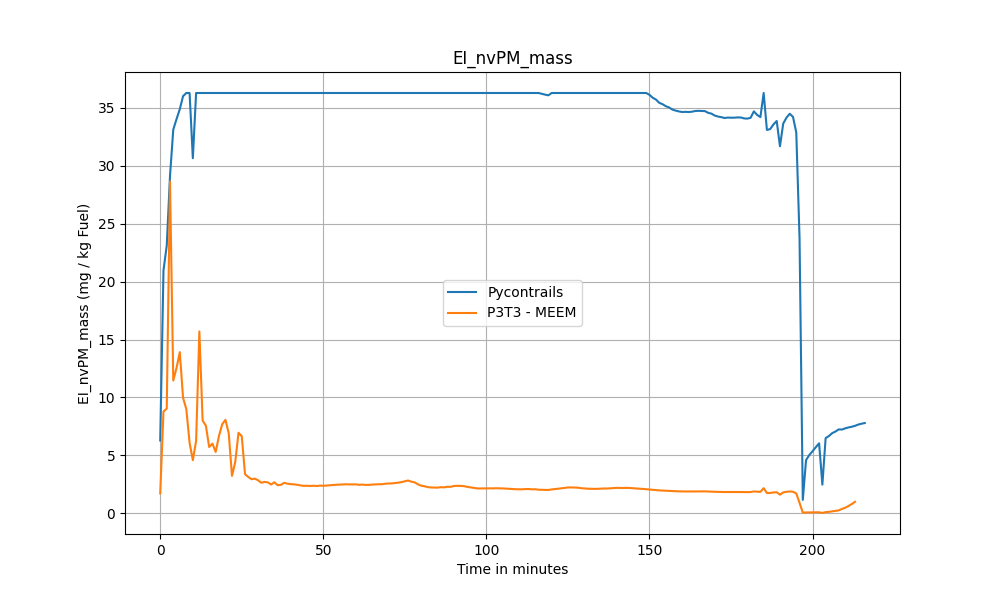 EI_nvPM_mass
EI_nvPM_mass (mg / kg Fuel)
35
30
25
20
15
10
5
0
Pycontrails
P3T3 - MEEM
0 50 100 150 200
Time in minutes